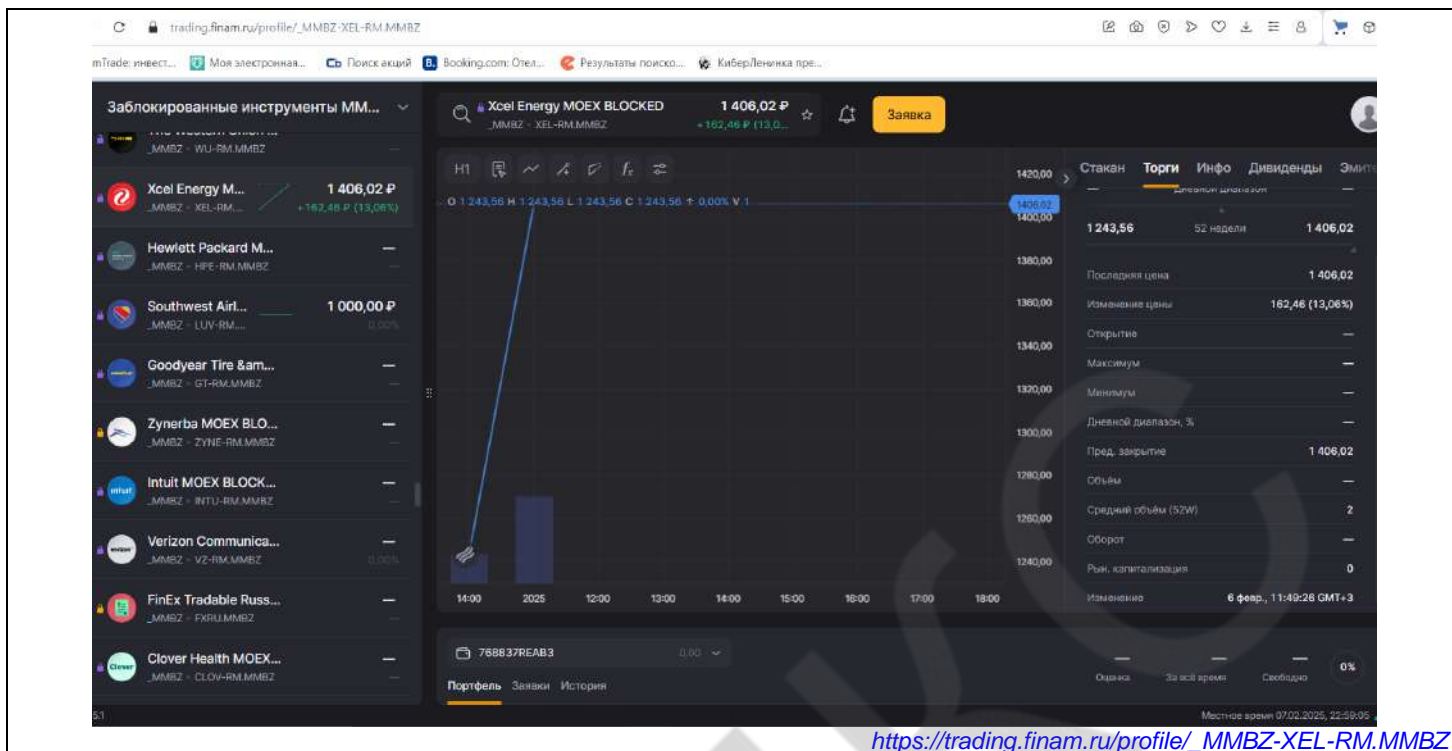 trading.finam.ru/profile/_MMBZ-XEL-RM.MMBZ
mTrade: инвест... Моя электронная... Поиск акций Booking.com: Отел... Результаты поиско... КиберЛенинка пре...
Заблокированные инструменты ММ...
Xcel Energy MOEX BLOCKED 1 406,02 ₽
_MMBZ - XEL-RM.MMBZ +162,46 ₽ (13,0...
Заявка
_MMBZ - WU-RM.MMBZ —
Xcel Energy M... 1 406,02 ₽
_MMBZ - XEL-RM.... +162,46 ₽ (13,06%)
Hewlett Packard M... —
_MMBZ - HPE-RM.MMBZ —
Southwest Airl... 1 000,00 ₽
_MMBZ - LUV-RM.... 0,00%
Goodyear Tire &am... —
_MMBZ - GT-RM.MMBZ —
Zynerba MOEX BLO... —
_MMBZ - ZYNE-RM.MMBZ —
Intuit MOEX BLOCK... —
_MMBZ - INTU-RM.MMBZ —
Verizon Communica... —
_MMBZ - VZ-RM.MMBZ 0,00%
FinEx Tradable Russ... —
_MMBZ - FXRU.MMBZ —
Clover Health MOEX... —
_MMBZ - CLOV-RM.MMBZ —
H1
O 1 243,56 H 1 243,56 L 1 243,56 C 1 243,56 + 0,00% V 1
1420,00
1406,02
1400,00
1380,00
1360,00
1340,00
1320,00
1300,00
1280,00
1260,00
1240,00
14:00 2025 12:00 13:00 14:00 15:00 16:00 17:00 18:00
Стакан Торги Инфо Дивиденды Эмит
— Дневной диапазон —
1 243,56 52 недели 1 406,02
Последняя цена 1 406,02
Изменение цены 162,46 (13,06%)
Открытие —
Максимум —
Минимум —
Дневной диапазон, % —
Пред. закрытие 1 406,02
Объём —
Средний объём (52W) 2
Оборот —
Рын. капитализация 0
Изменение 6 февр., 11:49:26 GMT+3
768837REAB3 0,00
Портфель Заявки История
— — — 0%
Оценка За всё время Свободно
5.1
Местное время 07.02.2025, 22:59:05
https://trading.finam.ru/profile/_MMBZ-XEL-RM.MMBZ